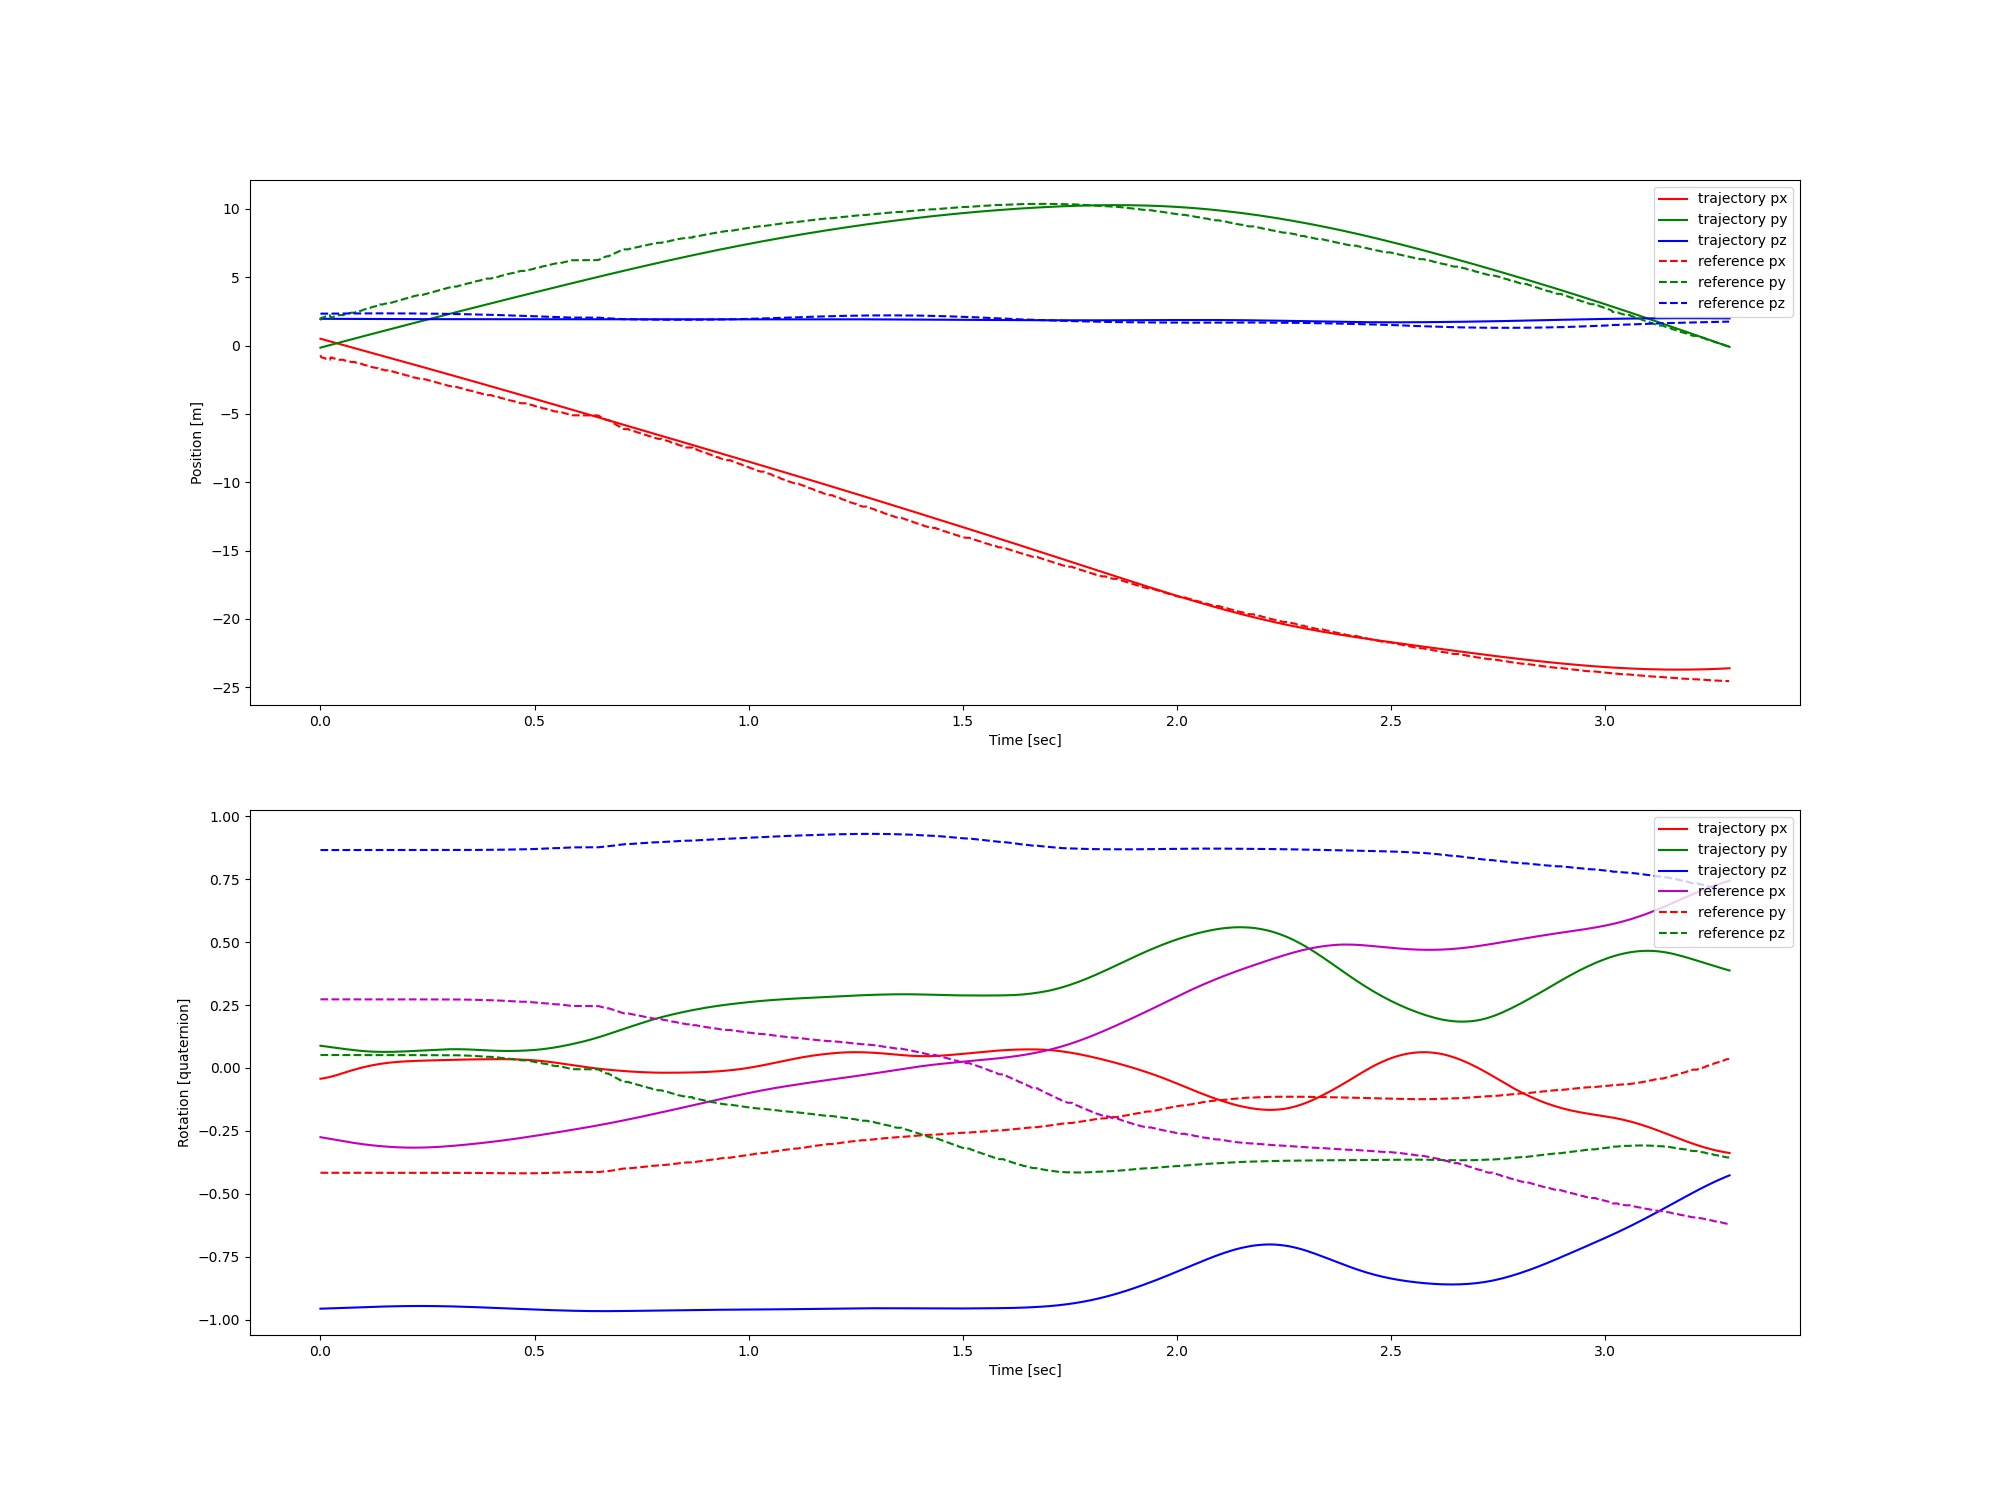 10
5
0
−5
−10
−15
−20
−25
Position [m]
0.0 0.5 1.0 1.5 2.0 2.5 3.0
Time [sec]
trajectory px
trajectory py
trajectory pz
reference px
reference py
reference pz
1.00
0.75
0.50
0.25
0.00
−0.25
−0.50
−0.75
−1.00
Rotation [quaternion]
0.0 0.5 1.0 1.5 2.0 2.5 3.0
Time [sec]
trajectory px
trajectory py
trajectory pz
reference px
reference py
reference pz